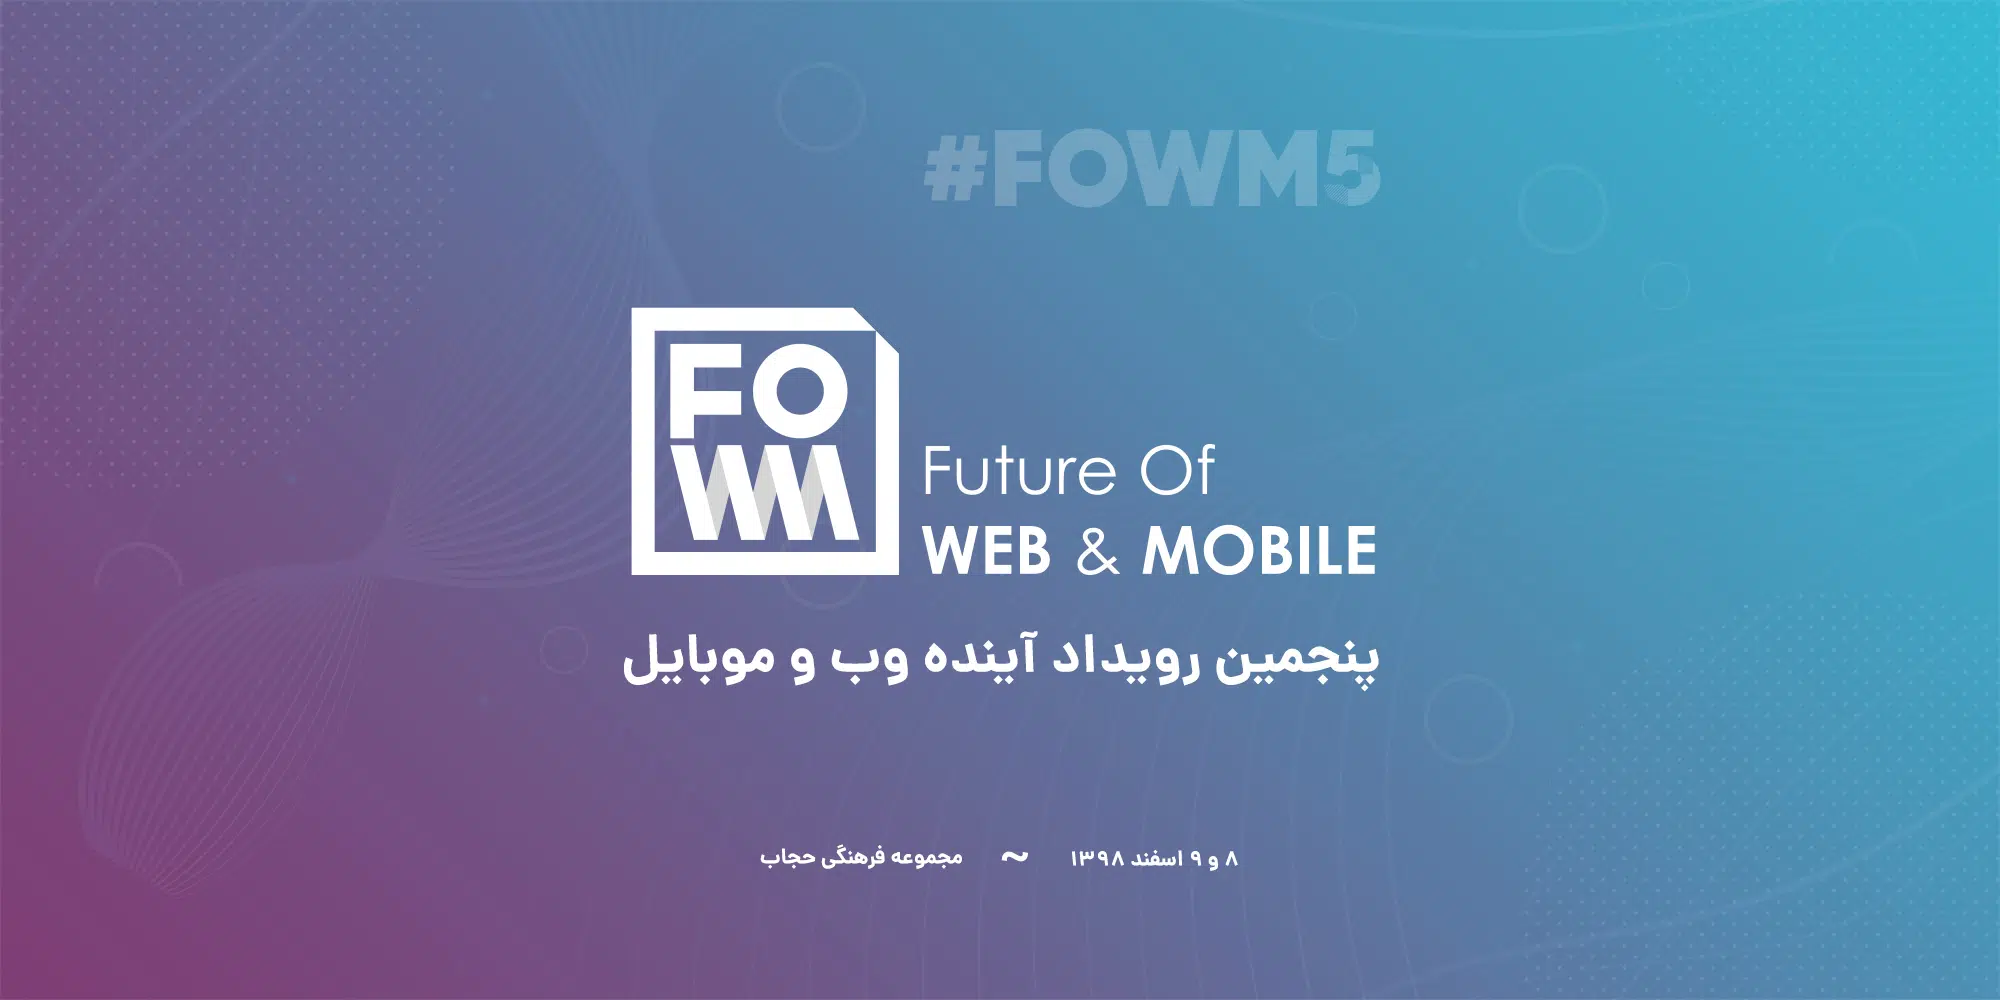 #FOWM5
FO
WM
Future Of
WEB & MOBILE
پنجمین رویداد آینده وب و موبایل
۸ و ۹ اسفند ۱۳۹۸ ~ مجموعه فرهنگی حجاب